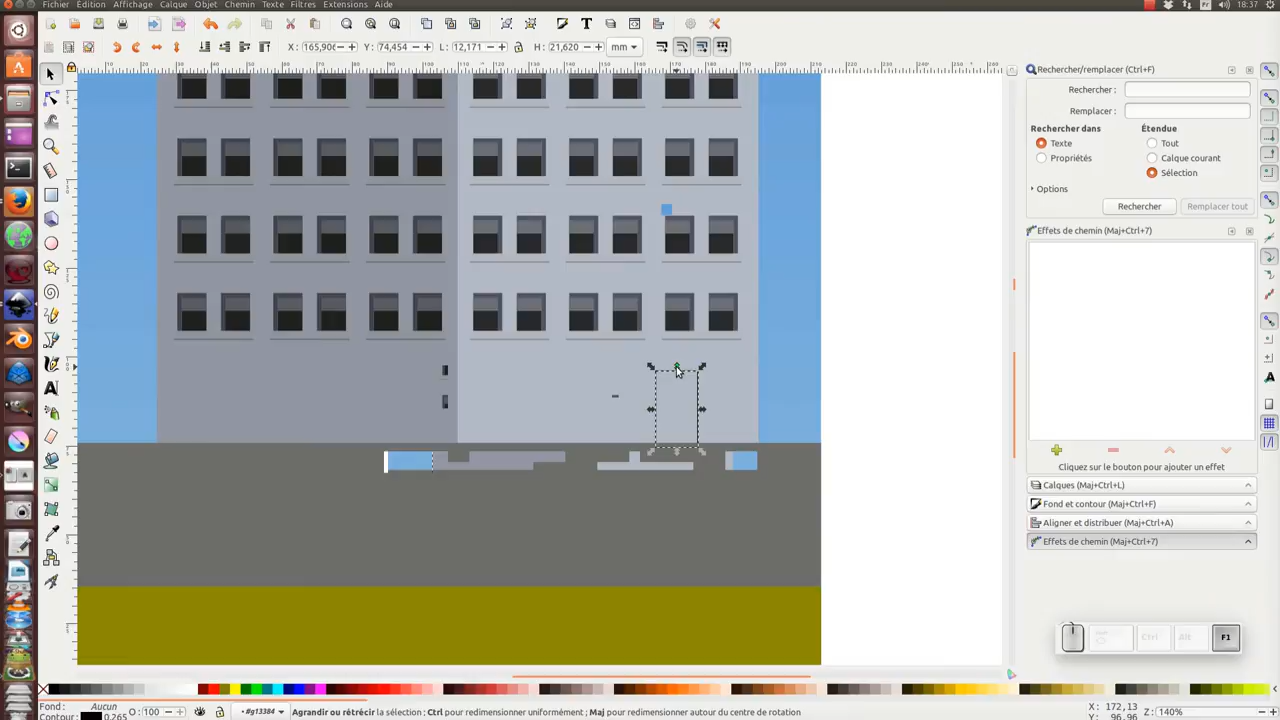 Fichier Édition Affichage Calque Objet Chemin Texte Filtres Extensions Aide
Fr 18:37
X: 165,906 Y: 74,454 L: 12,171 H: 21,620 mm
Rechercher/remplacer (Ctrl+F)
Rechercher :
Remplacer :
Rechercher dans Étendue
Texte Tout
Propriétés Calque courant
Sélection
Options
Rechercher Remplacer tout
Effets de chemin (Maj+Ctrl+7)
Cliquez sur le bouton pour ajouter un effet
Calques (Maj+Ctrl+L)
Fond et contour (Maj+Ctrl+F)
Aligner et distribuer (Maj+Ctrl+A)
Effets de chemin (Maj+Ctrl+7)
Ctrl Alt F1
Fond : Aucun
Contour : 0.265 O: 100 #g13384 Agrandir ou rétrécir la sélection ; Ctrl pour redimensionner uniformément ; Maj pour redimensionner autour du centre de rotation
X: 172,13
Y: 96,96
Z: 140%